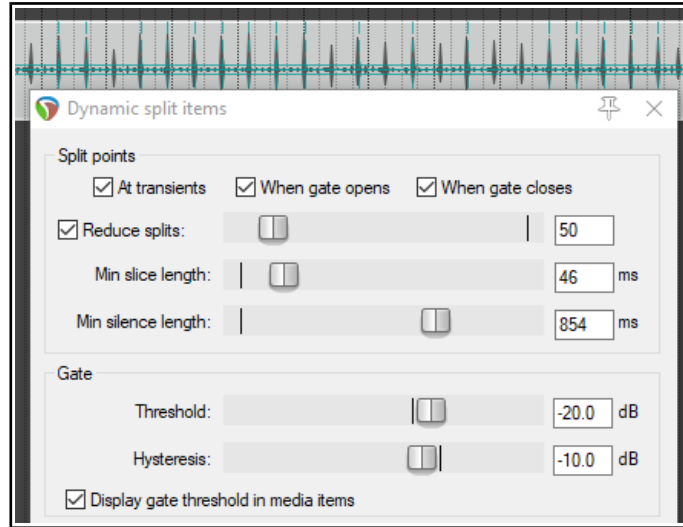 Dynamic split items
Split points
At transients When gate opens When gate closes
Reduce splits: 50
Min slice length: 46 ms
Min silence length: 854 ms
Gate
Threshold: -20.0 dB
Hysteresis: -10.0 dB
Display gate threshold in media items